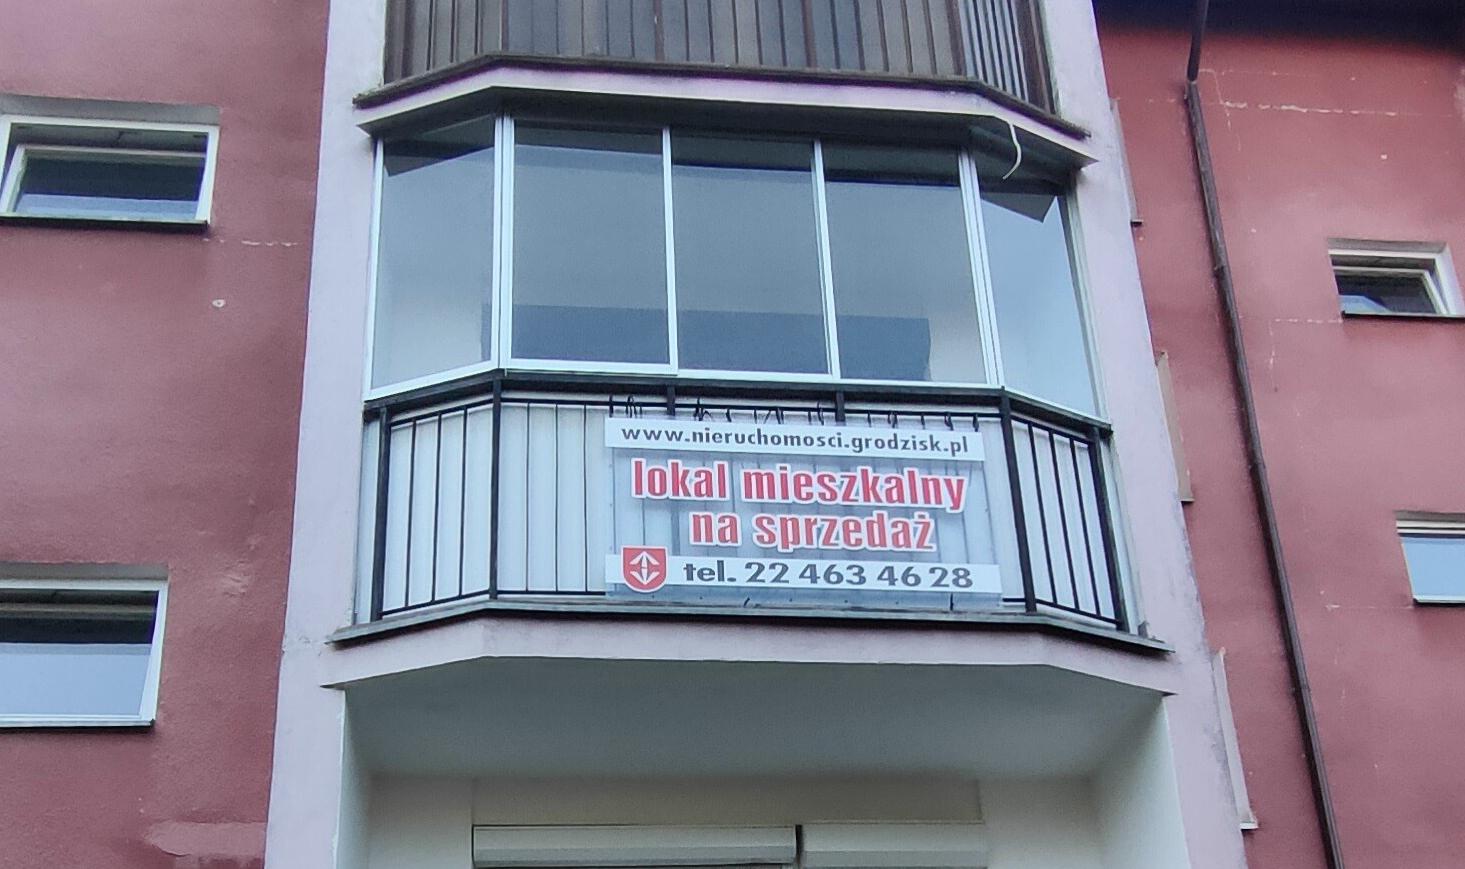 www.nieruchomosci.grodzisk.pl
lokal mieszkalny
na sprzedaż
tel. 22 463 46 28